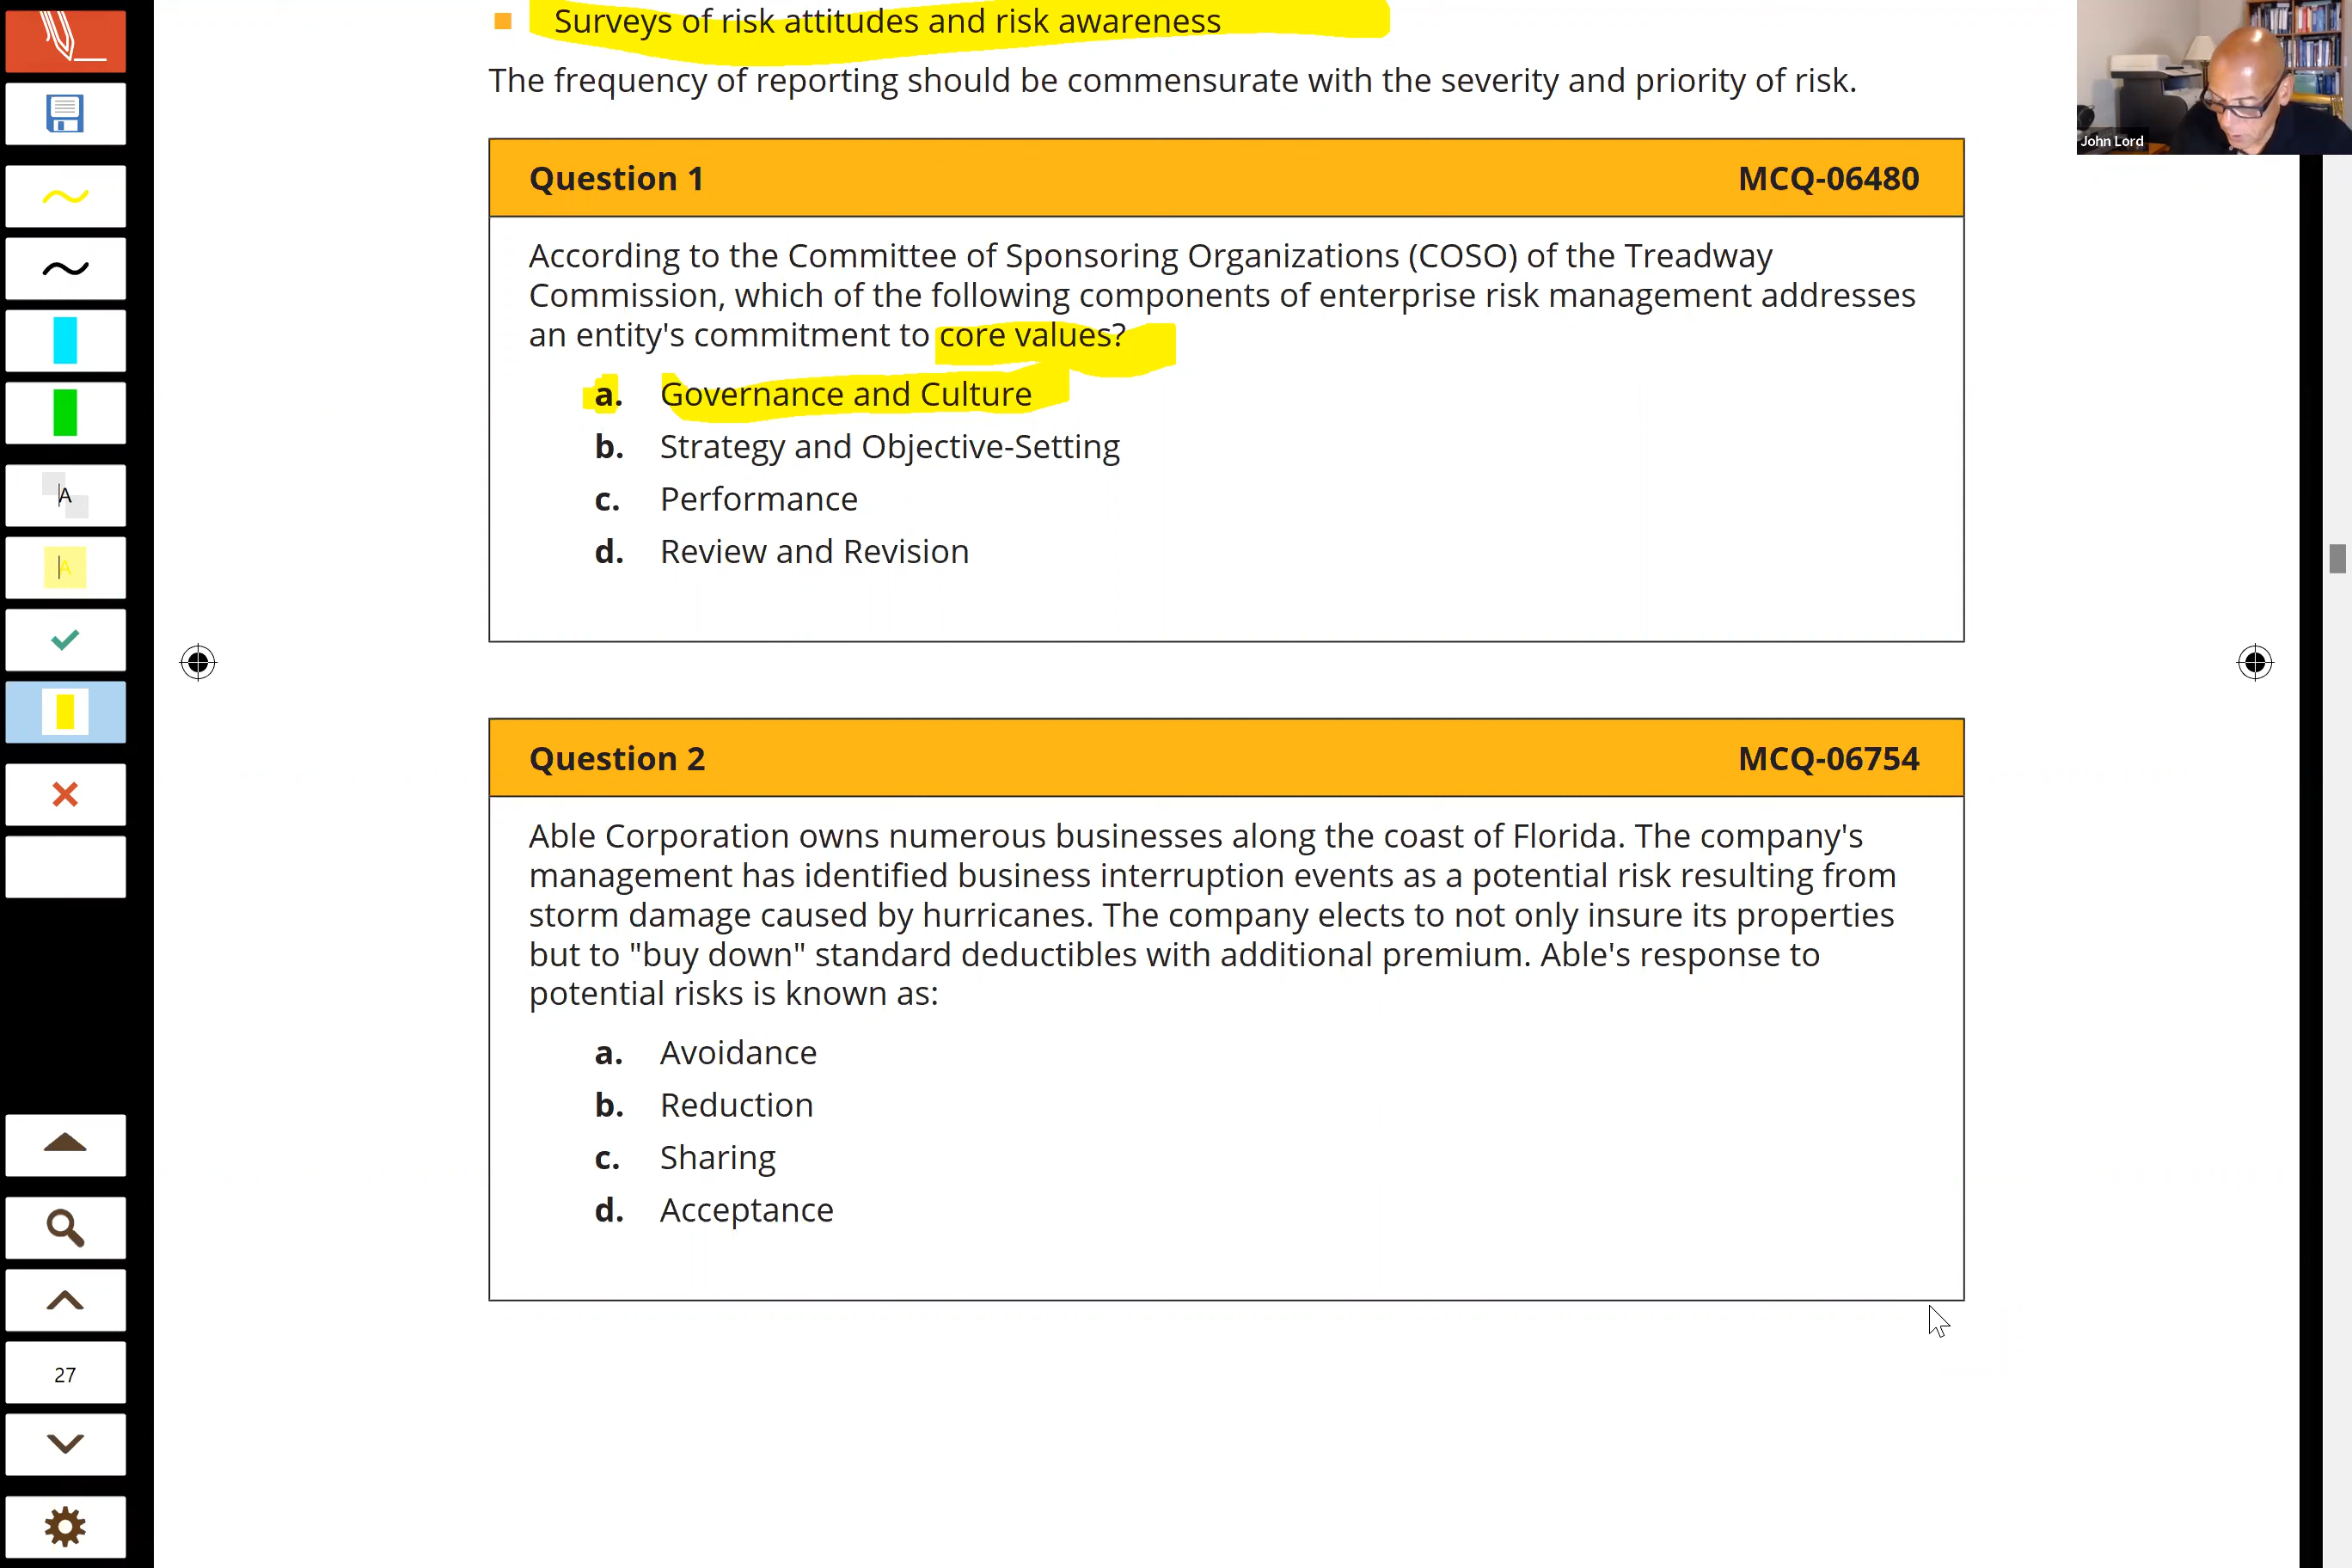 Surveys of risk attitudes and risk awareness
The frequency of reporting should be commensurate with the severity and priority of risk.
John Lord
Question 1 MCQ-06480
According to the Committee of Sponsoring Organizations (COSO) of the Treadway
Commission, which of the following components of enterprise risk management addresses
an entity's commitment to core values?
a. Governance and Culture
b. Strategy and Objective-Setting
c. Performance
d. Review and Revision
Question 2 MCQ-06754
Able Corporation owns numerous businesses along the coast of Florida. The company's
management has identified business interruption events as a potential risk resulting from
storm damage caused by hurricanes. The company elects to not only insure its properties
but to "buy down" standard deductibles with additional premium. Able's response to
potential risks is known as:
a. Avoidance
b. Reduction
c. Sharing
d. Acceptance
A
A
27